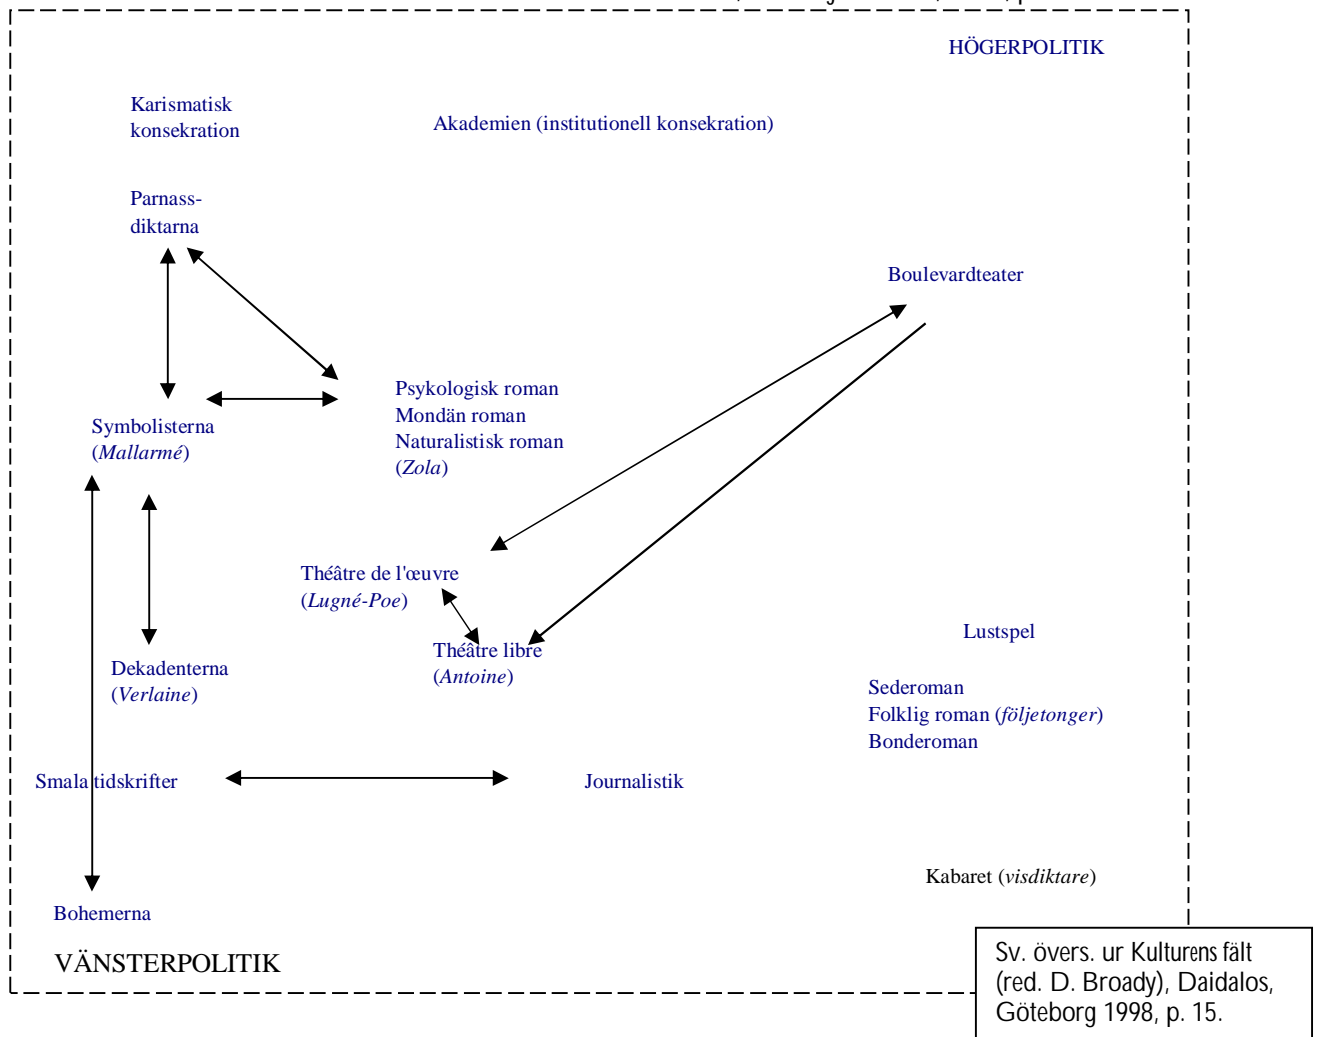 HÖGERPOLITIK
Karismatisk
konsekration
Akademien (institutionell konsekration)
Parnass-
diktarna
Boulevardteater
Psykologisk roman
Mondän roman
Naturalistisk roman
(Zola)
Symbolisterna
(Mallarmé)
Théâtre de l'œuvre
(Lugné-Poe)
Théâtre libre
(Antoine)
Lustspel
Dekadenterna
(Verlaine)
Sederoman
Folklig roman (följetonger)
Bonderoman
Smala tidskrifter
Journalistik
Kabaret (visdiktare)
Bohemerna
VÄNSTERPOLITIK
Sv. övers. ur Kulturens fält
(red. D. Broady), Daidalos,
Göteborg 1998, p. 15.